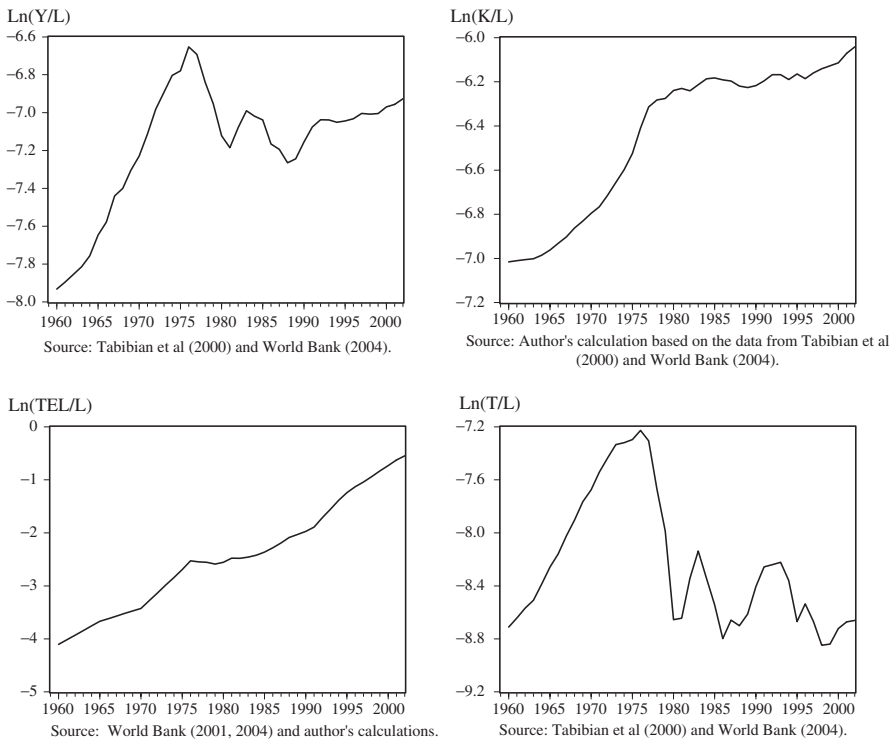 Ln(Y/L)
−6.6
−6.8
−7.0
−7.2
−7.4
−7.6
−7.8
−8.0
1960 1965 1970 1975 1980 1985 1990 1995 2000
Source: Tabibian et al (2000) and World Bank (2004).
Ln(K/L)
−6.0
−6.2
−6.4
−6.6
−6.8
−7.0
−7.2
1960 1965 1970 1975 1980 1985 1990 1995 2000
Source: Author's calculation based on the data from Tabibian et al
(2000) and World Bank (2004).
Ln(TEL/L)
0
−1
−2
−3
−4
−5
1960 1965 1970 1975 1980 1985 1990 1995 2000
Source: World Bank (2001, 2004) and author's calculations.
Ln(T/L)
−7.2
−7.6
−8.0
−8.4
−8.8
−9.2
1960 1965 1970 1975 1980 1985 1990 1995 2000
Source: Tabibian et al (2000) and World Bank (2004).